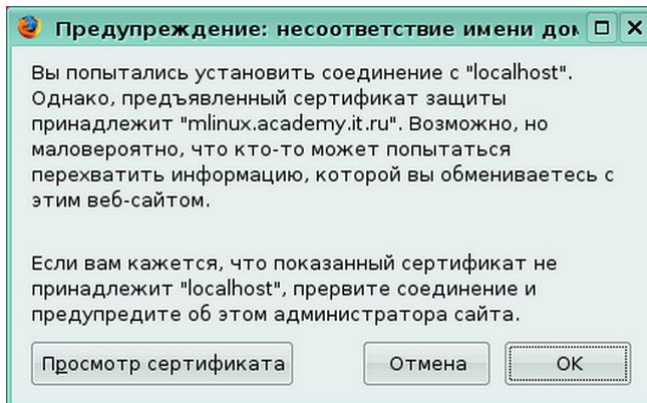 Предупреждение: несоответствие имени дом
Вы попытались установить соединение с "localhost".
Однако, предъявленный сертификат защиты
принадлежит "mlinux.academy.it.ru". Возможно, но
маловероятно, что кто-то может попытаться
перехватить информацию, которой вы обмениваетесь с
этим веб-сайтом.
Если вам кажется, что показанный сертификат не
принадлежит "localhost", прервите соединение и
предупредите об этом администратора сайта.
Просмотр сертификата Отмена OK